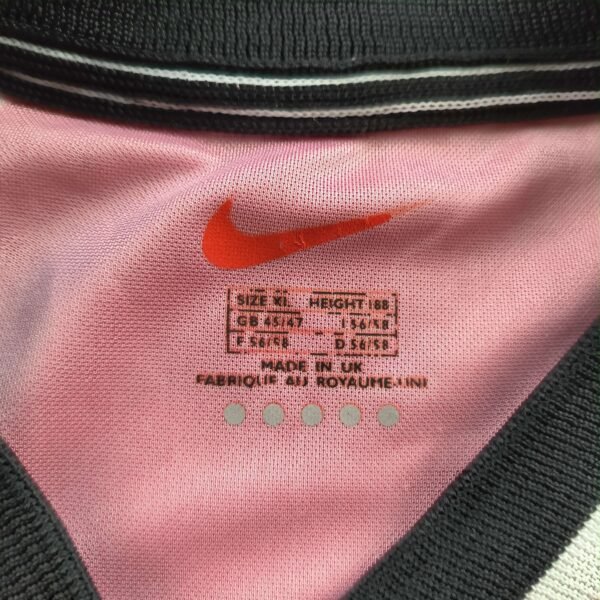 SIZE XL HEIGHT 188
GB 45/47 I 56/58
F 56/58 D 56/58
MADE IN UK
FABRIQUE AU ROYAUME-UNI